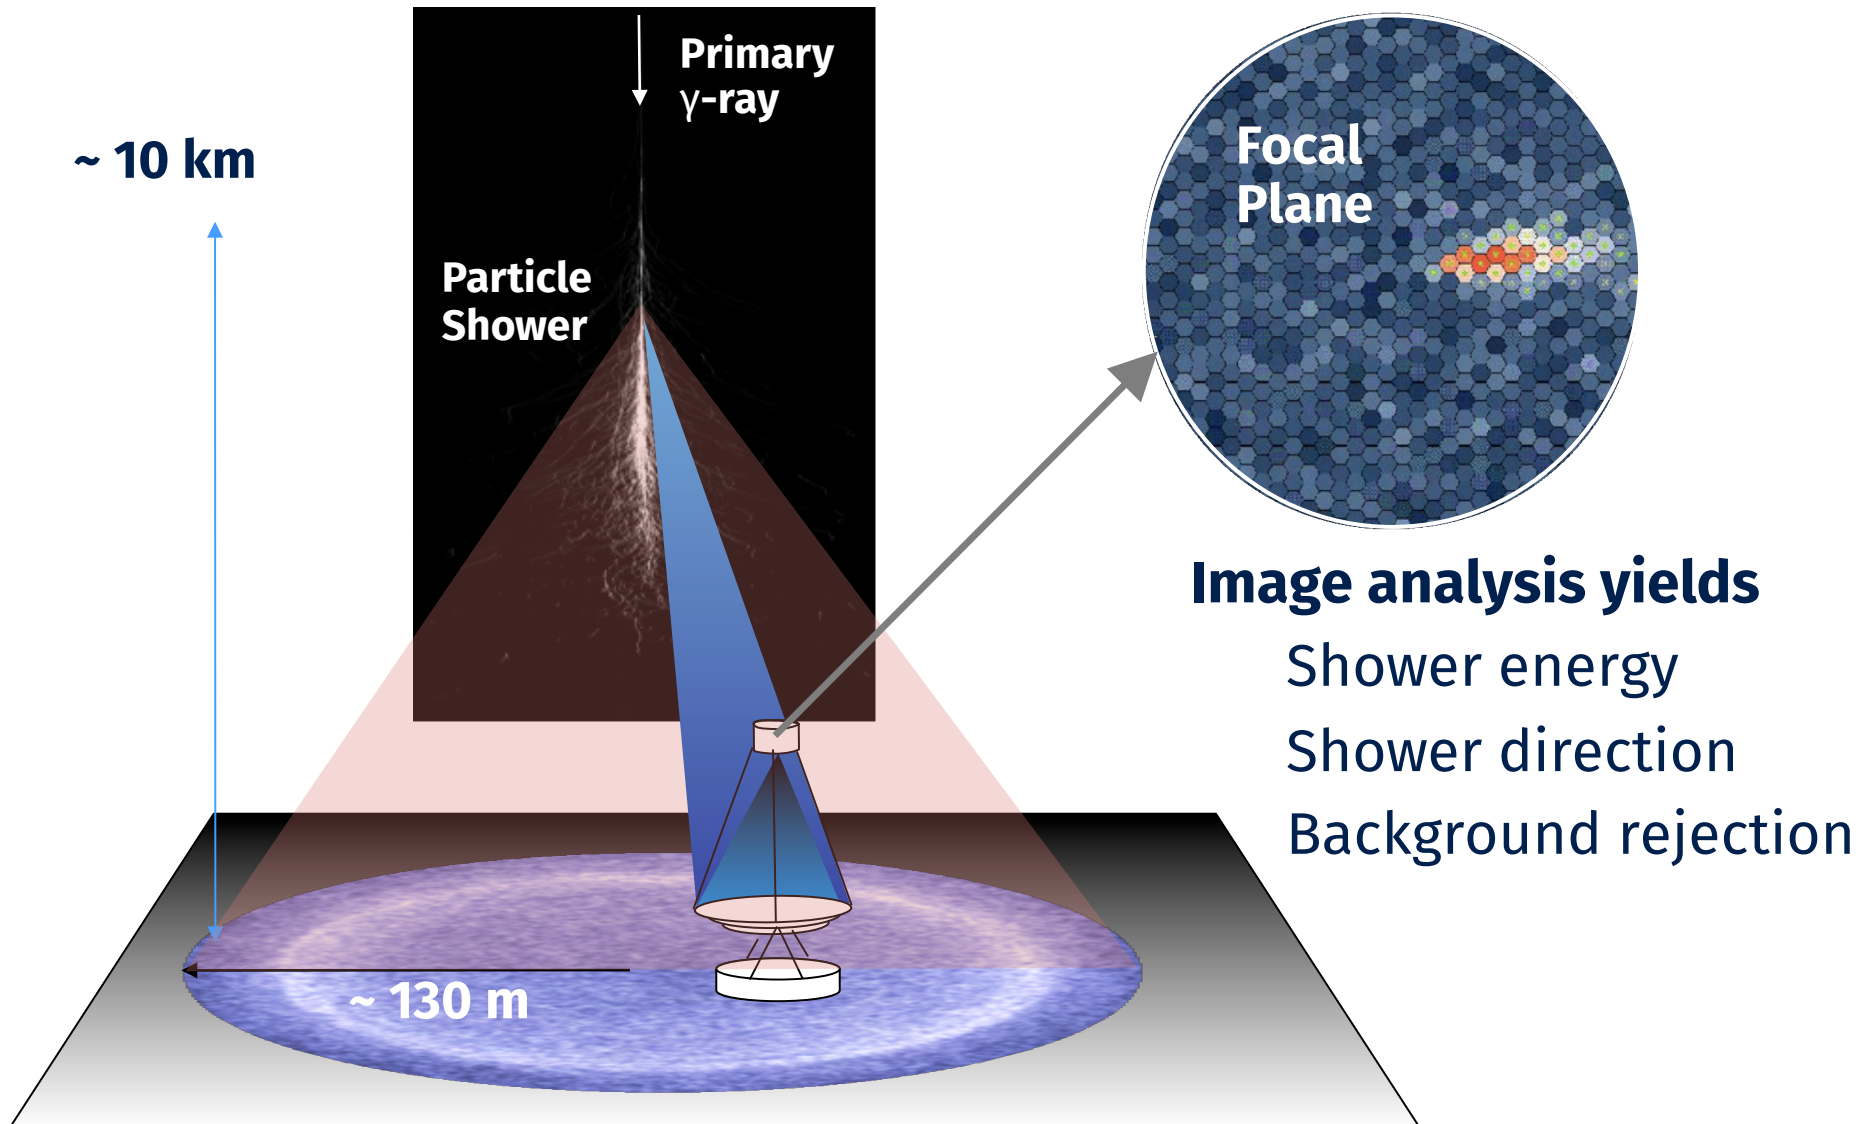 Primary
γ-ray
~ 10 km
Particle
Shower
Focal
Plane
Image analysis yields
Shower energy
Shower direction
Background rejection
~ 130 m